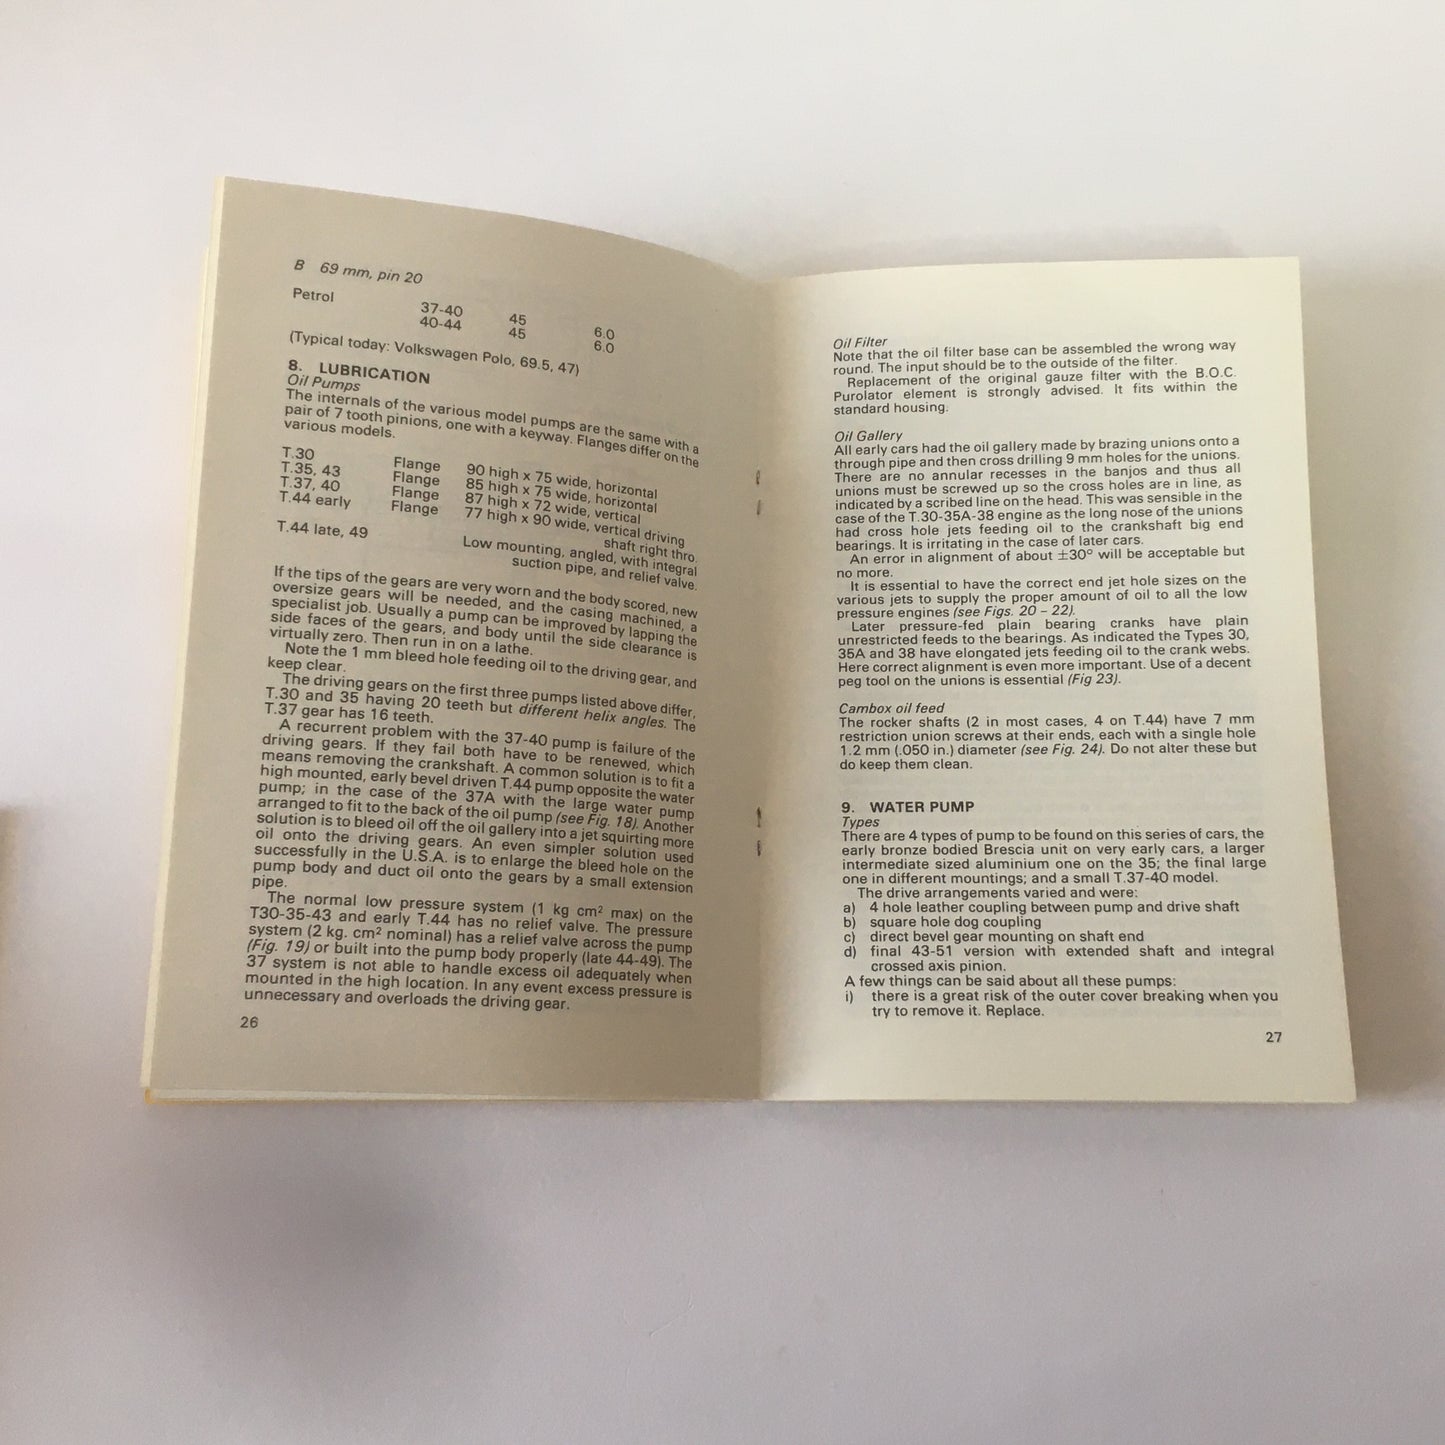 B 69 mm, pin 20
Petrol 37-40 45 6.0
40-44 45 6.0
(Typical today: Volkswagen Polo, 69.5, 47)
8. LUBRICATION
Oil Pumps
The internals of the various model pumps are the same with a
pair of 7 tooth pinions, one with a keyway. Flanges differ on the
various models.
T.30 Flange 90 high x 75 wide, horizontal
T.35, 43 Flange 85 high x 75 wide, horizontal
T.37, 40 Flange 87 high x 72 wide, vertical
T.44 early Flange 77 high x 90 wide, vertical driving
shaft right thro.
T.44 late, 49 Low mounting, angled, with integral
suction pipe, and relief valve.
If the tips of the gears are very worn and the body scored, new
oversize gears will be needed, and the casing machined, a
specialist job. Usually a pump can be improved by lapping the
side faces of the gears, and body until the side clearance is
virtually zero. Then run in on a lathe.
Note the 1 mm bleed hole feeding oil to the driving gear, and
keep clear.
The driving gears on the first three pumps listed above differ,
T.30 and 35 having 20 teeth but different helix angles. The
T.37 gear has 16 teeth.
A recurrent problem with the 37-40 pump is failure of the
driving gears. If they fail both have to be renewed, which
means removing the crankshaft. A common solution is to fit a
high mounted, early bevel driven T.44 pump opposite the water
pump; in the case of the 37A with the large water pump
arranged to fit to the back of the oil pump (see Fig. 18). Another
solution is to bleed oil off the oil gallery into a jet squirting more
oil onto the driving gears. An even simpler solution used
successfully in the U.S.A. is to enlarge the bleed hole on the
pump body and duct oil onto the gears by a small extension
pipe.
The normal low pressure system (1 kg cm² max) on the
T30-35-43 and early T.44 has no relief valve. The pressure
system (2 kg. cm² nominal) has a relief valve across the pump
(Fig. 19) or built into the pump body properly (late 44-49). The
37 system is not able to handle excess oil adequately when
mounted in the high location. In any event excess pressure is
unnecessary and overloads the driving gear.
26
Oil Filter
Note that the oil filter base can be assembled the wrong way
round. The input should be to the outside of the filter.
Replacement of the original gauze filter with the B.O.C.
Purolator element is strongly advised. It fits within the
standard housing.
Oil Gallery
All early cars had the oil gallery made by brazing unions onto a
through pipe and then cross drilling 9 mm holes for the unions.
There are no annular recesses in the banjos and thus all
unions must be screwed up so the cross holes are in line, as
indicated by a scribed line on the head. This was sensible in the
case of the T.30-35A-38 engine as the long nose of the unions
had cross hole jets feeding oil to the crankshaft big end
bearings. It is irritating in the case of later cars.
An error in alignment of about ±30° will be acceptable but
no more.
It is essential to have the correct end jet hole sizes on the
various jets to supply the proper amount of oil to all the low
pressure engines (see Figs. 20 – 22).
Later pressure-fed plain bearing cranks have plain
unrestricted feeds to the bearings. As indicated the Types 30,
35A and 38 have elongated jets feeding oil to the crank webs.
Here correct alignment is even more important. Use of a decent
peg tool on the unions is essential (Fig 23).
Cambox oil feed
The rocker shafts (2 in most cases, 4 on T.44) have 7 mm
restriction union screws at their ends, each with a single hole
1.2 mm (.050 in.) diameter (see Fig. 24). Do not alter these but
do keep them clean.
9. WATER PUMP
Types
There are 4 types of pump to be found on this series of cars, the
early bronze bodied Brescia unit on very early cars, a larger
intermediate sized aluminium one on the 35; the final large
one in different mountings; and a small T.37-40 model.
The drive arrangements varied and were:
a) 4 hole leather coupling between pump and drive shaft
b) square hole dog coupling
c) direct bevel gear mounting on shaft end
d) final 43-51 version with extended shaft and integral
crossed axis pinion.
A few things can be said about all these pumps:
i) there is a great risk of the outer cover breaking when you
try to remove it. Replace.
27